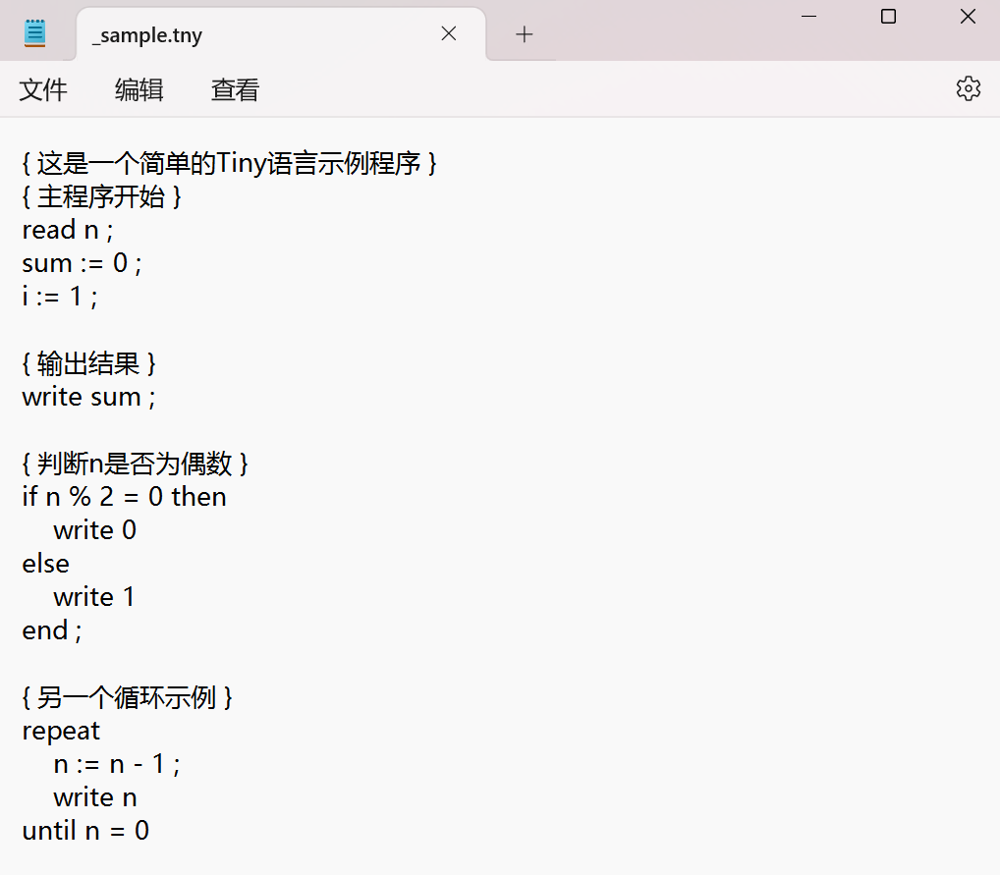 _sample.tny
文件 编辑 查看
{ 这是一个简单的Tiny语言示例程序 }
{ 主程序开始 }
read n ;
sum := 0 ;
i := 1 ;
{ 输出结果 }
write sum ;
{ 判断n是否为偶数 }
if n % 2 = 0 then
write 0
else
write 1
end ;
{ 另一个循环示例 }
repeat
n := n - 1 ;
write n
until n = 0